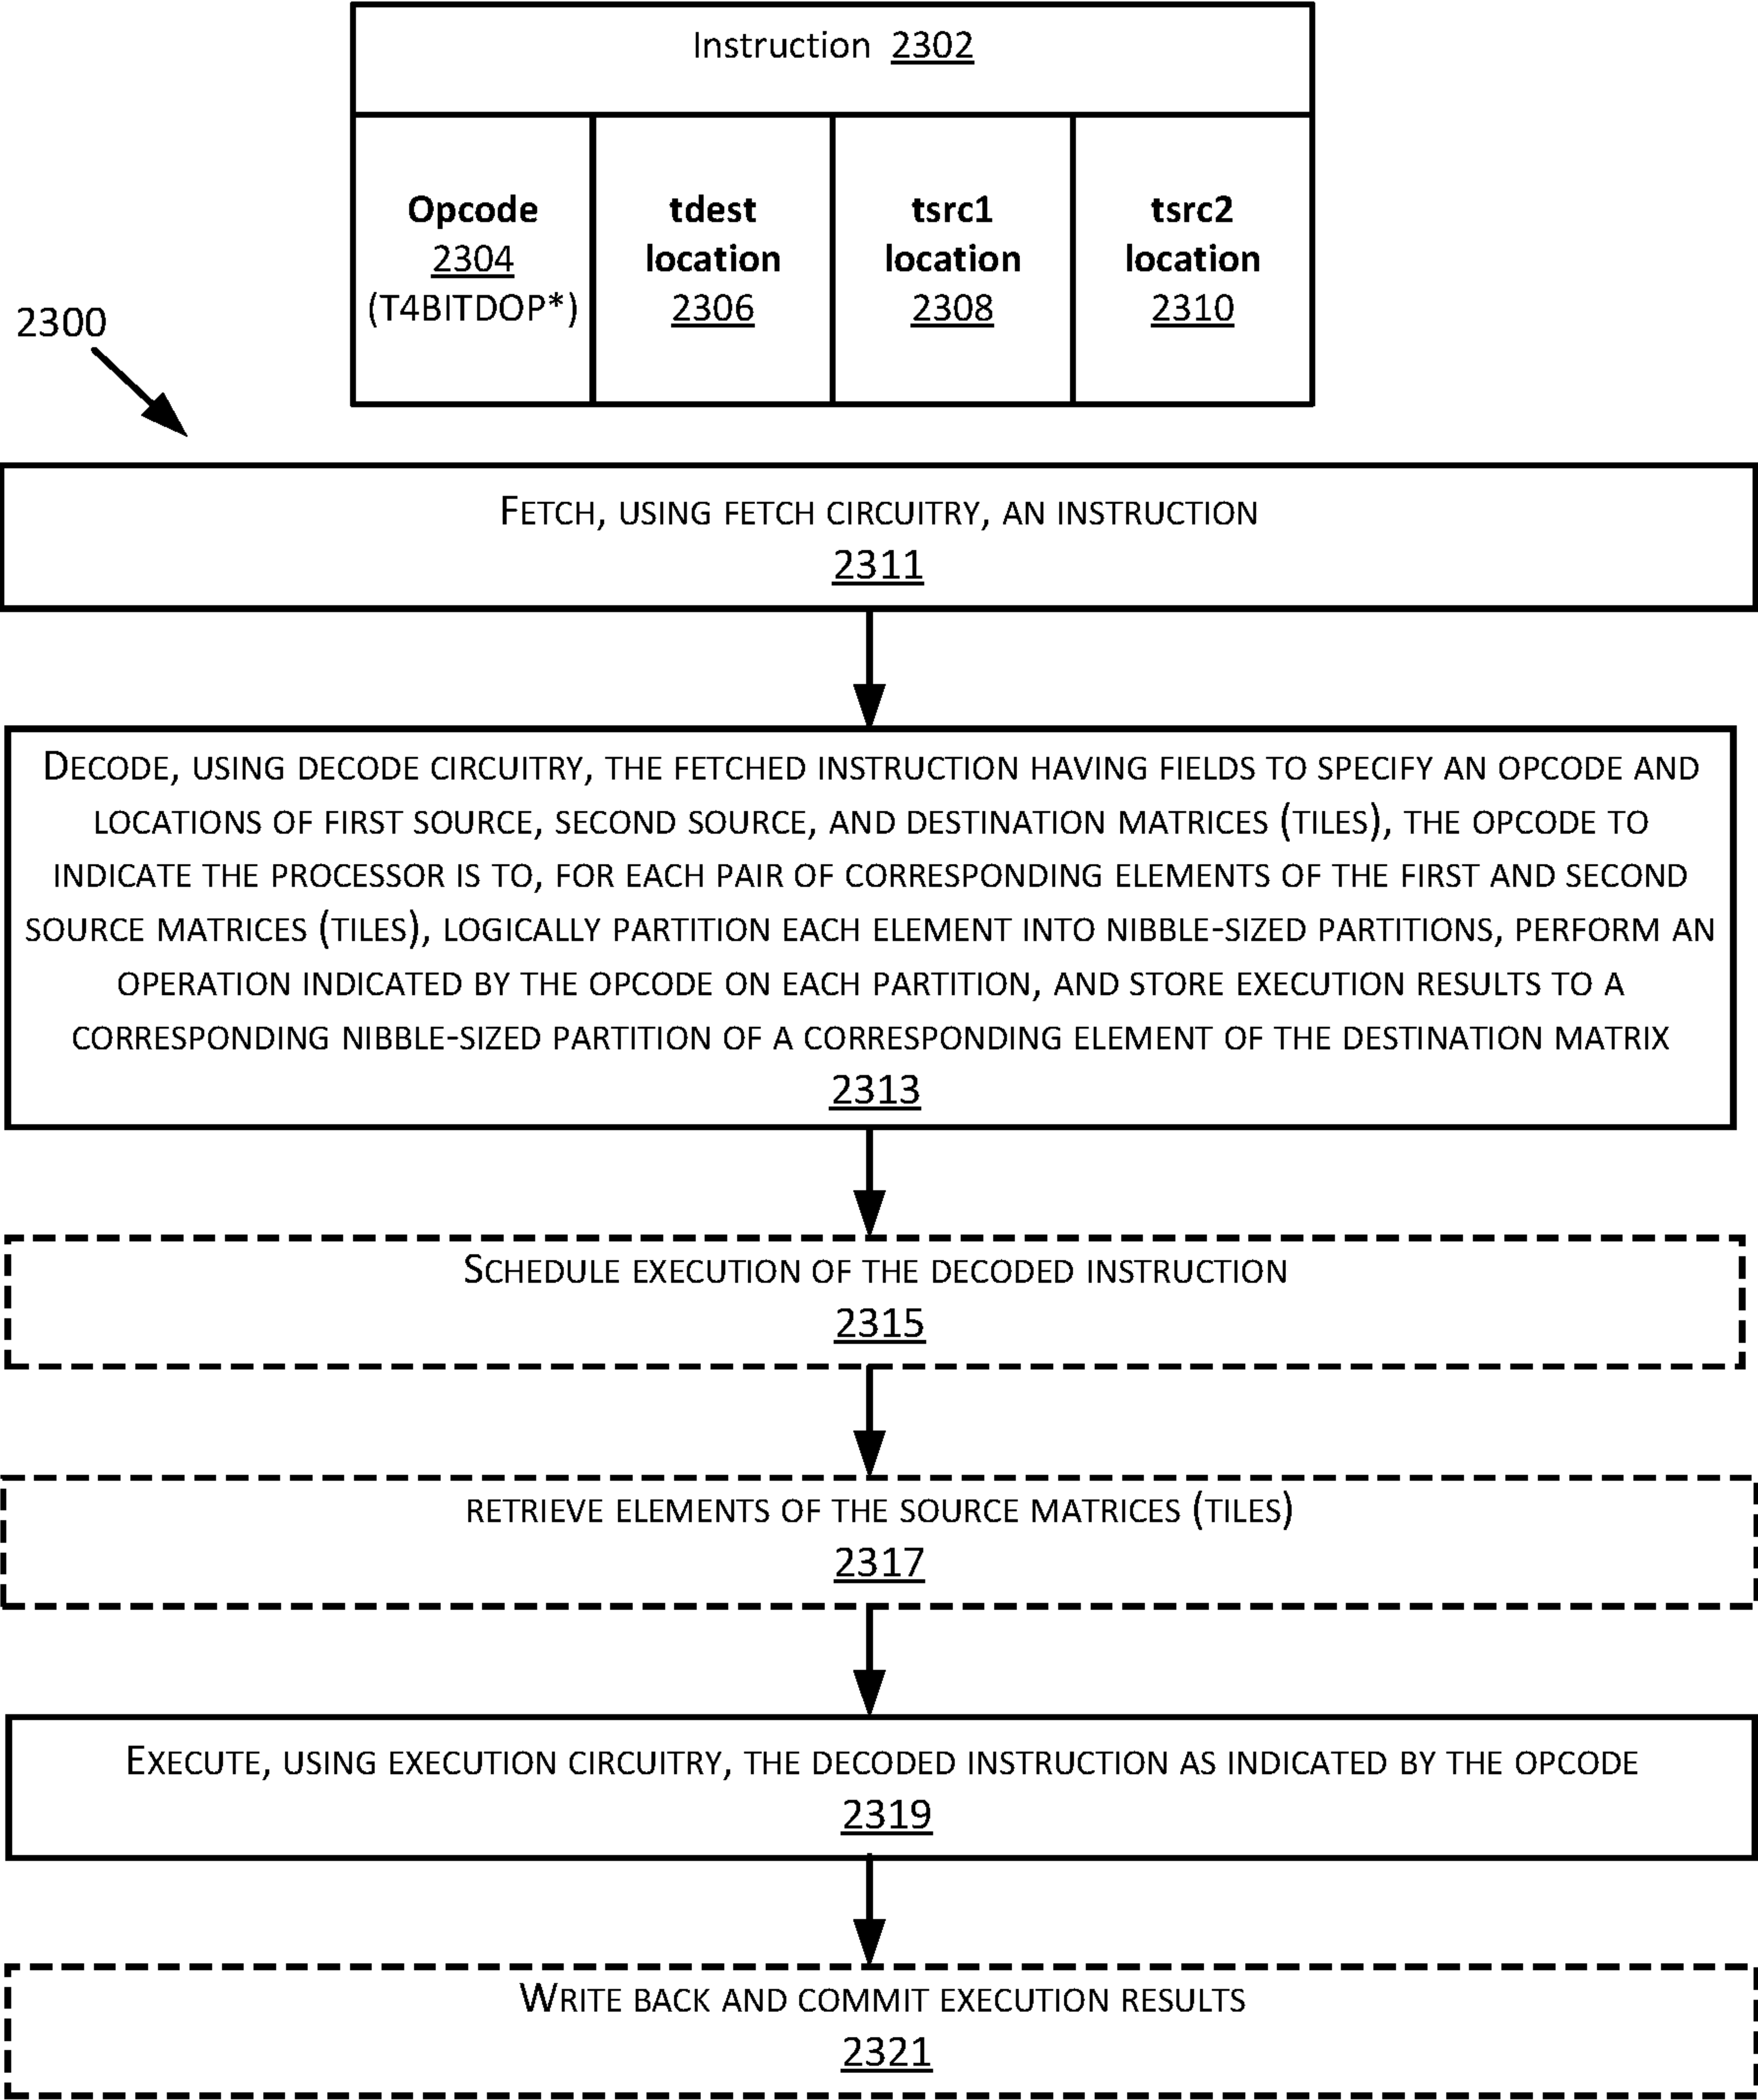 Instruction 2302
Opcode
2304
(T4BITDOP*)
tdest
location
2306
tsrc1
location
2308
tsrc2
location
2310
2300
FETCH, USING FETCH CIRCUITRY, AN INSTRUCTION
2311
DECODE, USING DECODE CIRCUITRY, THE FETCHED INSTRUCTION HAVING FIELDS TO SPECIFY AN OPCODE AND
LOCATIONS OF FIRST SOURCE, SECOND SOURCE, AND DESTINATION MATRICES (TILES), THE OPCODE TO
INDICATE THE PROCESSOR IS TO, FOR EACH PAIR OF CORRESPONDING ELEMENTS OF THE FIRST AND SECOND
SOURCE MATRICES (TILES), LOGICALLY PARTITION EACH ELEMENT INTO NIBBLE-SIZED PARTITIONS, PERFORM AN
OPERATION INDICATED BY THE OPCODE ON EACH PARTITION, AND STORE EXECUTION RESULTS TO A
CORRESPONDING NIBBLE-SIZED PARTITION OF A CORRESPONDING ELEMENT OF THE DESTINATION MATRIX
2313
SCHEDULE EXECUTION OF THE DECODED INSTRUCTION
2315
RETRIEVE ELEMENTS OF THE SOURCE MATRICES (TILES)
2317
EXECUTE, USING EXECUTION CIRCUITRY, THE DECODED INSTRUCTION AS INDICATED BY THE OPCODE
2319
WRITE BACK AND COMMIT EXECUTION RESULTS
2321